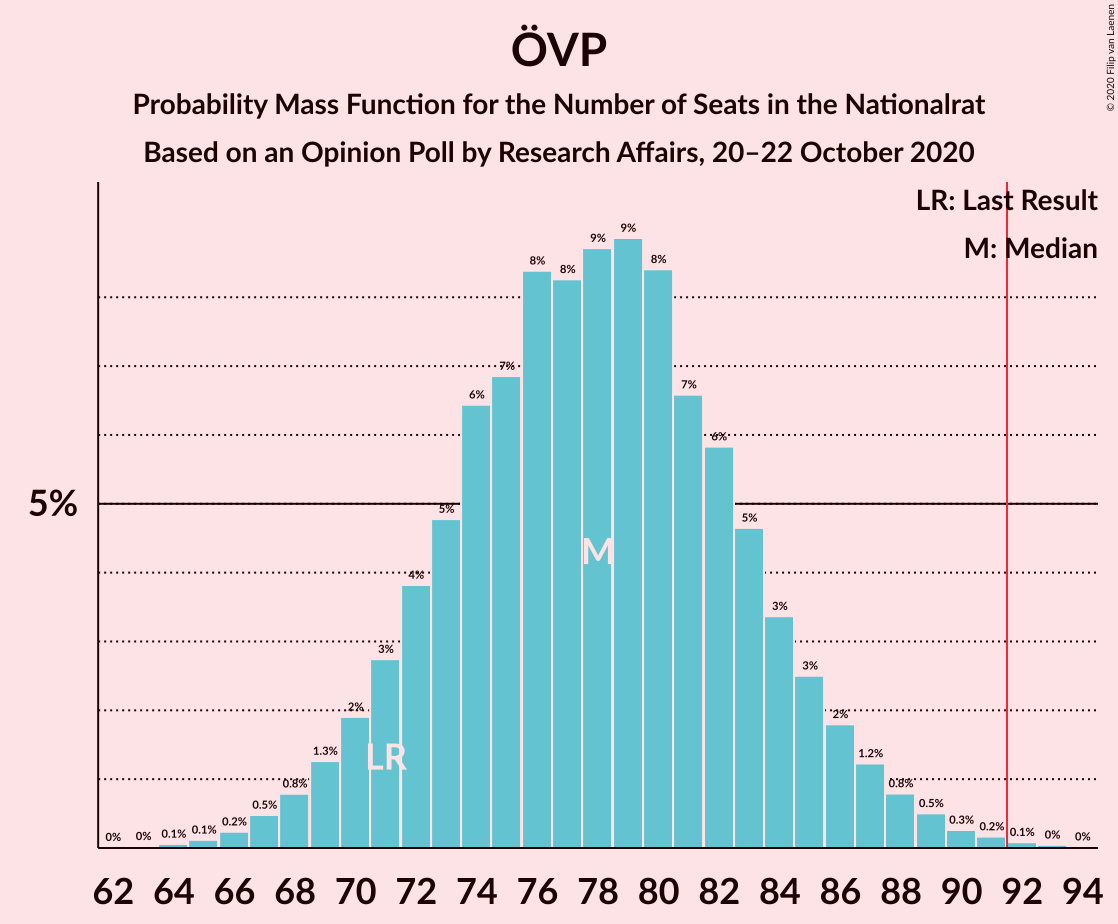 ÖVP
Probability Mass Function for the Number of Seats in the Nationalrat
Based on an Opinion Poll by Research Affairs, 20–22 October 2020
© 2020 Filip van Laenen
LR: Last Result
M: Median
5%
0% 0% 0.1% 0.1% 0.2% 0.5% 0.8% 1.3% 2% 3% 4% 5% 6% 7% 8% 8% 9% 9% 8% 7% 6% 5% 3% 3% 2% 1.2% 0.8% 0.5% 0.3% 0.2% 0.1% 0% 0%
M
LR
62 64 66 68 70 72 74 76 78 80 82 84 86 88 90 92 94